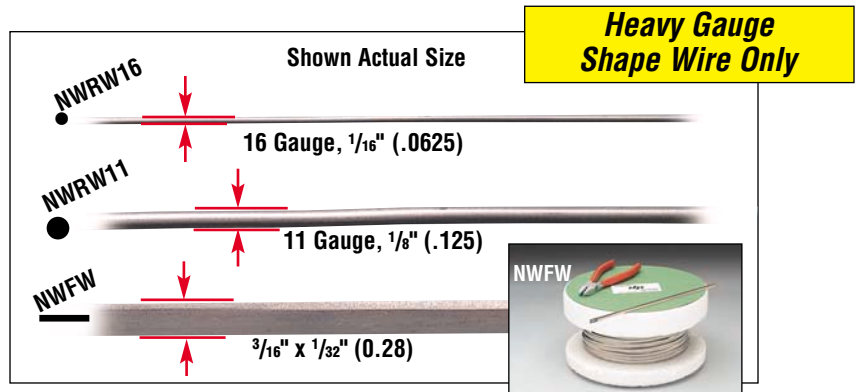 Heavy Gauge
Shape Wire Only
Shown Actual Size
NWRW16
16 Gauge, 1/16" (.0625)
NWRW11
11 Gauge, 1/8" (.125)
NWFW
3/16" x 1/32" (0.28)
NWFW